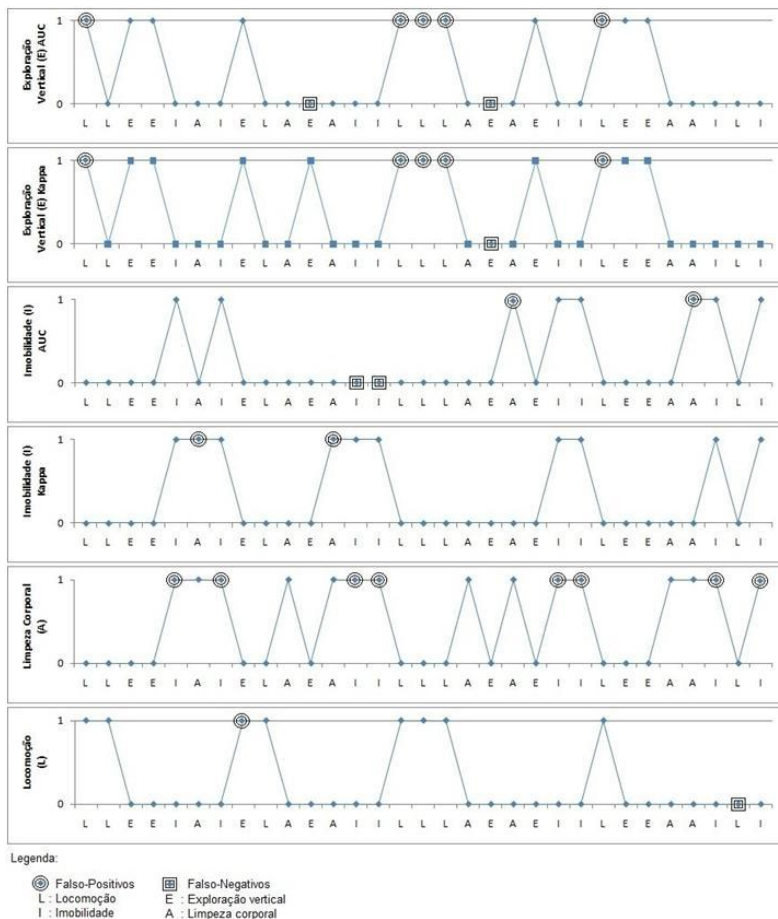 Exploração
Vertical (E) AUC
1
0
L L E E I A I E L A E A I I L L L A E A E I I L E E A A I L I
Exploração
Vertical (E) Kappa
1
0
L L E E I A I E L A E A I I L L L A E A E I I L E E A A I L I
Imobilidade (I)
AUC
1
0
L L E E I A I E L A E A I I L L L A E A E I I L E E A A I L I
Imobilidade (I)
Kappa
1
0
L L E E I A I E L A E A I I L L L A E A E I I L E E A A I L I
Limpeza Corporal
(A)
1
0
L L E E I A I E L A E A I I L L L A E A E I I L E E A A I L I
Locomoção
(L)
1
0
L L E E I A I E L A E A I I L L L A E A E I I L E E A A I L I
Legenda:
Falso-Positivos Falso-Negativos
L : Locomoção E : Exploração vertical
I : Imobilidade A : Limpeza corporal